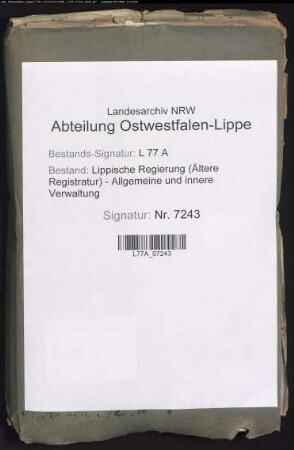 Landesarchiv NRW
Abteilung Ostwestfalen-Lippe
Bestands-Signatur: L 77 A
Bestand: Lippische Regierung (Ältere
Registratur) - Allgemeine und innere
Verwaltung
Signatur: Nr. 7243
L77A_07243